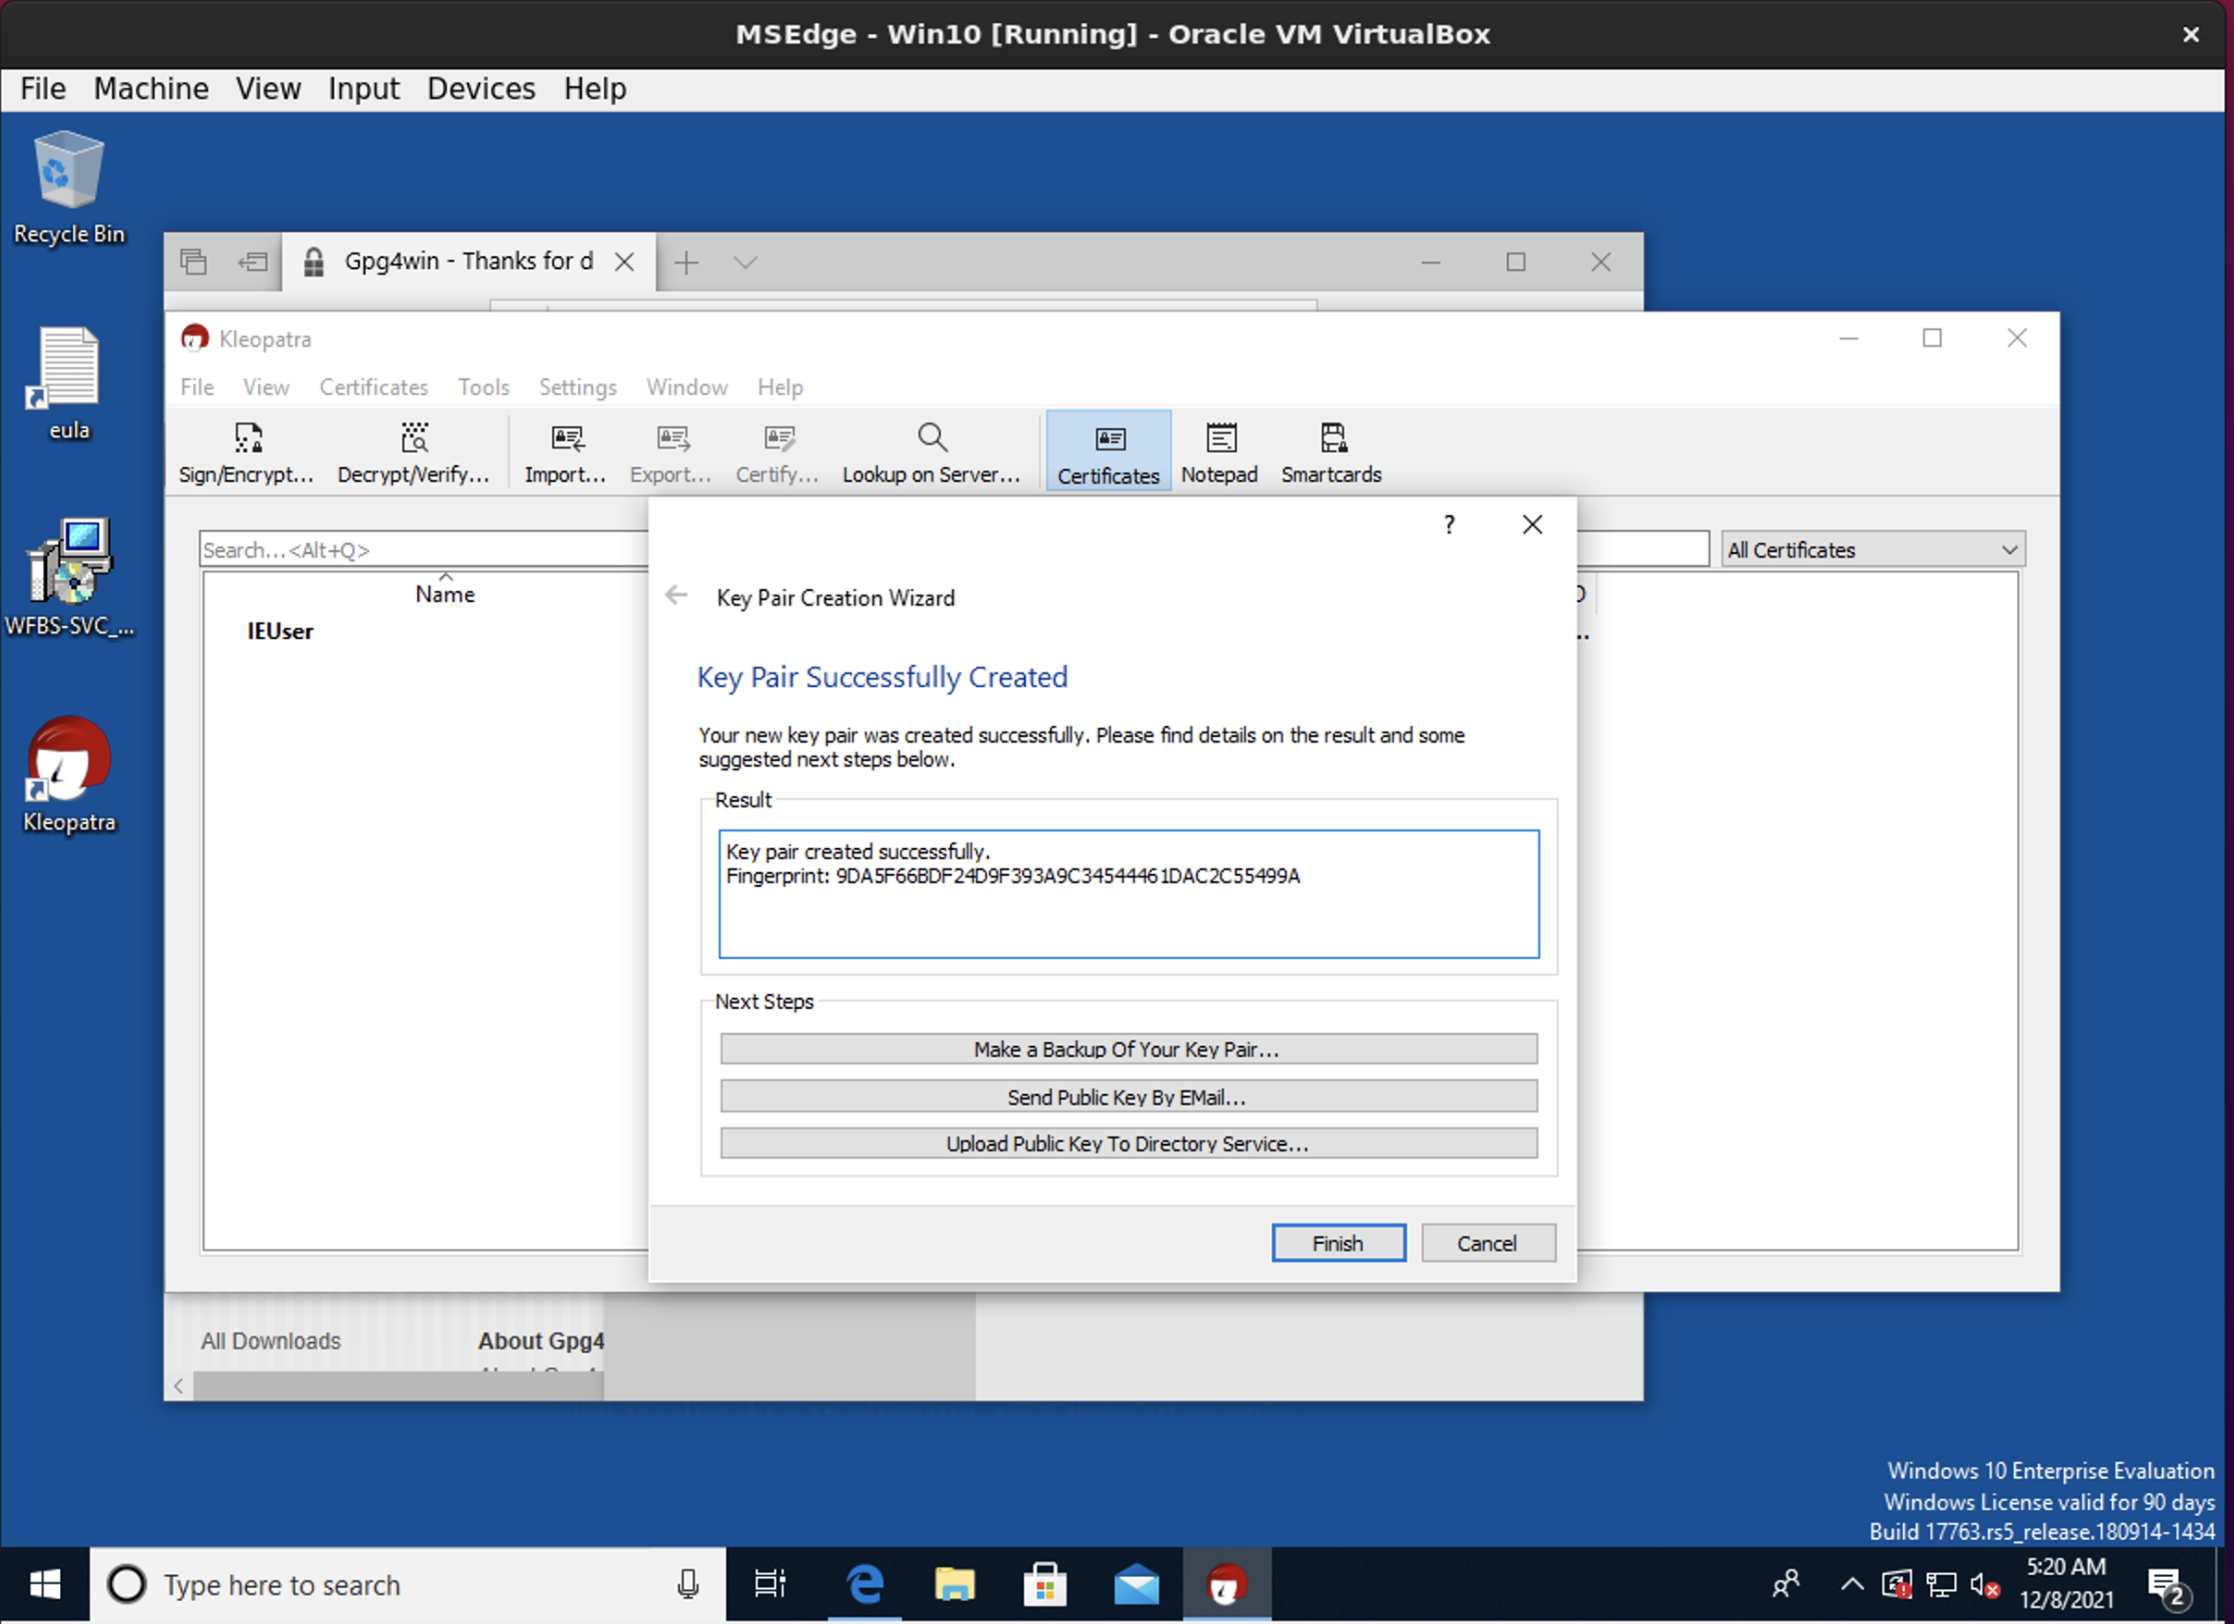 MSEdge - Win10 [Running] - Oracle VM VirtualBox
File Machine View Input Devices Help
Recycle Bin
Gpg4win - Thanks for d
Kleopatra
File View Certificates Tools Settings Window Help
eula
Sign/Encrypt... Decrypt/Verify... Import... Export... Certify... Lookup on Server... Certificates Notepad Smartcards
Search...<Alt+Q>
All Certificates
Name
IEUser
WFBS-SVC_...
Kleopatra
Key Pair Creation Wizard
Key Pair Successfully Created
Your new key pair was created successfully. Please find details on the result and some
suggested next steps below.
Result
Key pair created successfully.
Fingerprint: 9DA5F66BDF24D9F393A9C34544461DAC2C55499A
Next Steps
Make a Backup Of Your Key Pair...
Send Public Key By EMail...
Upload Public Key To Directory Service...
Finish Cancel
All Downloads About Gpg4
Windows 10 Enterprise Evaluation
Windows License valid for 90 days
Build 17763.rs5_release.180914-1434
Type here to search
5:20 AM
12/8/2021
2